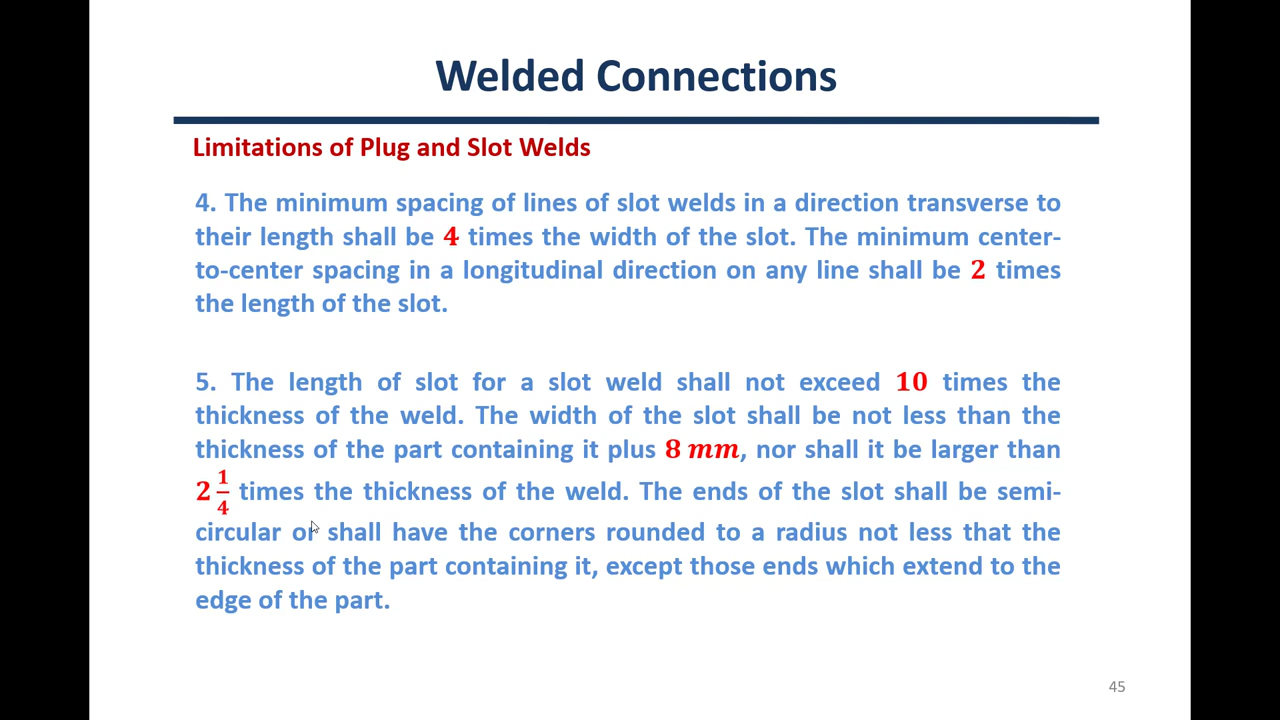 Welded Connections
Limitations of Plug and Slot Welds
4. The minimum spacing of lines of slot welds in a direction transverse to
their length shall be 4 times the width of the slot. The minimum center-
to-center spacing in a longitudinal direction on any line shall be 2 times
the length of the slot.
5. The length of slot for a slot weld shall not exceed 10 times the
thickness of the weld. The width of the slot shall be not less than the
thickness of the part containing it plus 8 mm, nor shall it be larger than
2 1/4 times the thickness of the weld. The ends of the slot shall be semi-
circular or shall have the corners rounded to a radius not less that the
thickness of the part containing it, except those ends which extend to the
edge of the part.
45